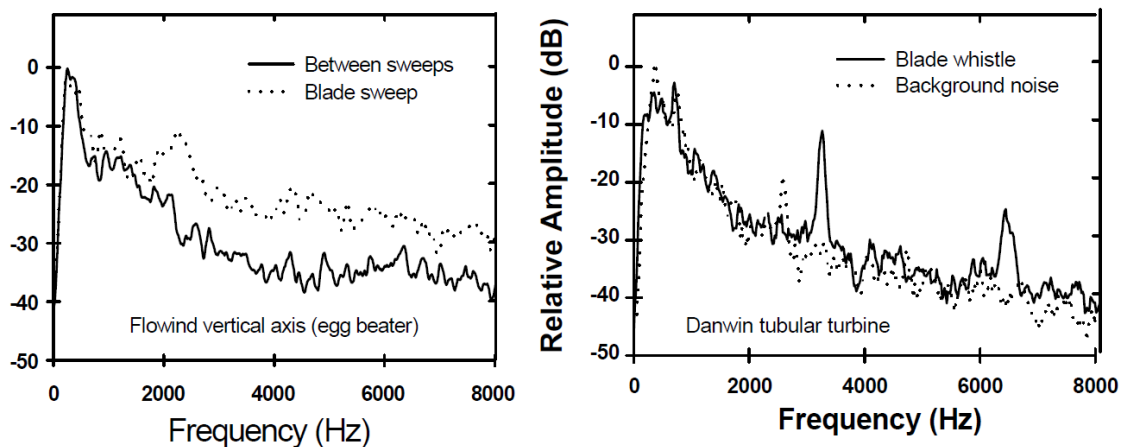 0
-10
-20
-30
-40
-50
Between sweeps
Blade sweep
Flowind vertical axis (egg beater)
0 2000 4000 6000 8000
Frequency (Hz)
Relative Amplitude (dB)
0
-10
-20
-30
-40
-50
Blade whistle
Background noise
Danwin tubular turbine
0 2000 4000 6000 8000
Frequency (Hz)